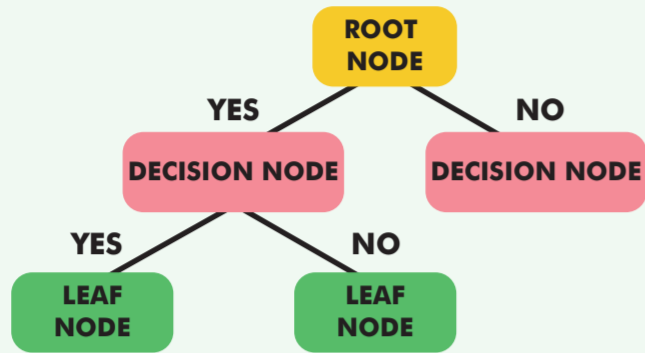 ROOT
NODE
YES
NO
DECISION NODE
DECISION NODE
YES
NO
LEAF
NODE
LEAF
NODE